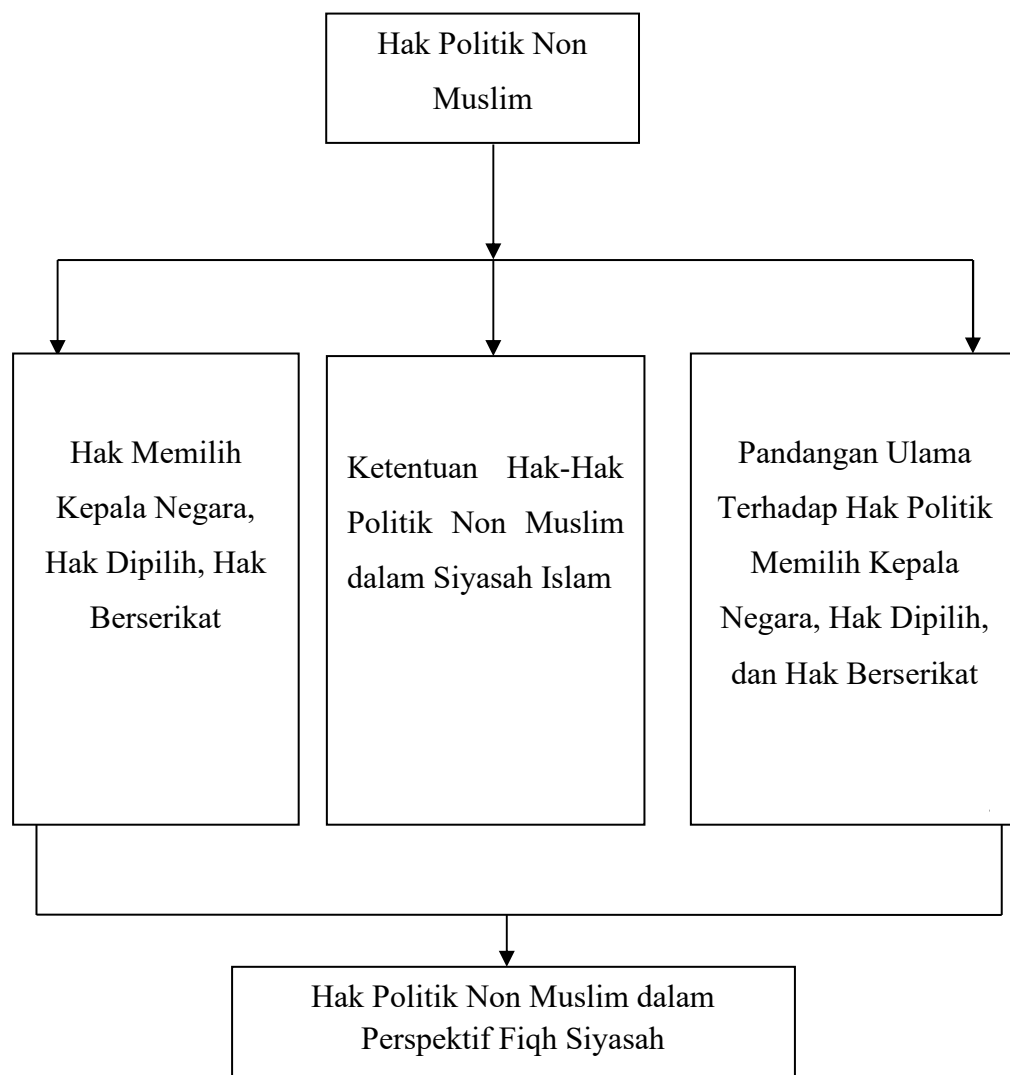 Hak Politik Non
Muslim
Hak Memilih
Kepala Negara,
Hak Dipilih, Hak
Berserikat
Ketentuan Hak-Hak
Politik Non Muslim
dalam Siyasah Islam
Pandangan Ulama
Terhadap Hak Politik
Memilih Kepala
Negara, Hak Dipilih,
dan Hak Berserikat
Hak Politik Non Muslim dalam
Perspektif Fiqh Siyasah